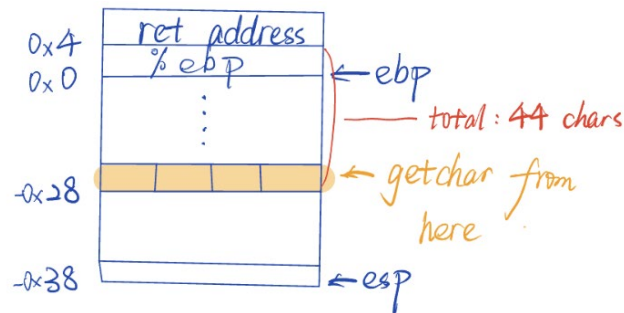 ret address
0x4
% ebp
0x0
←ebp
total: 44 chars
-0x28
← getchar from
here
-0x38
←esp